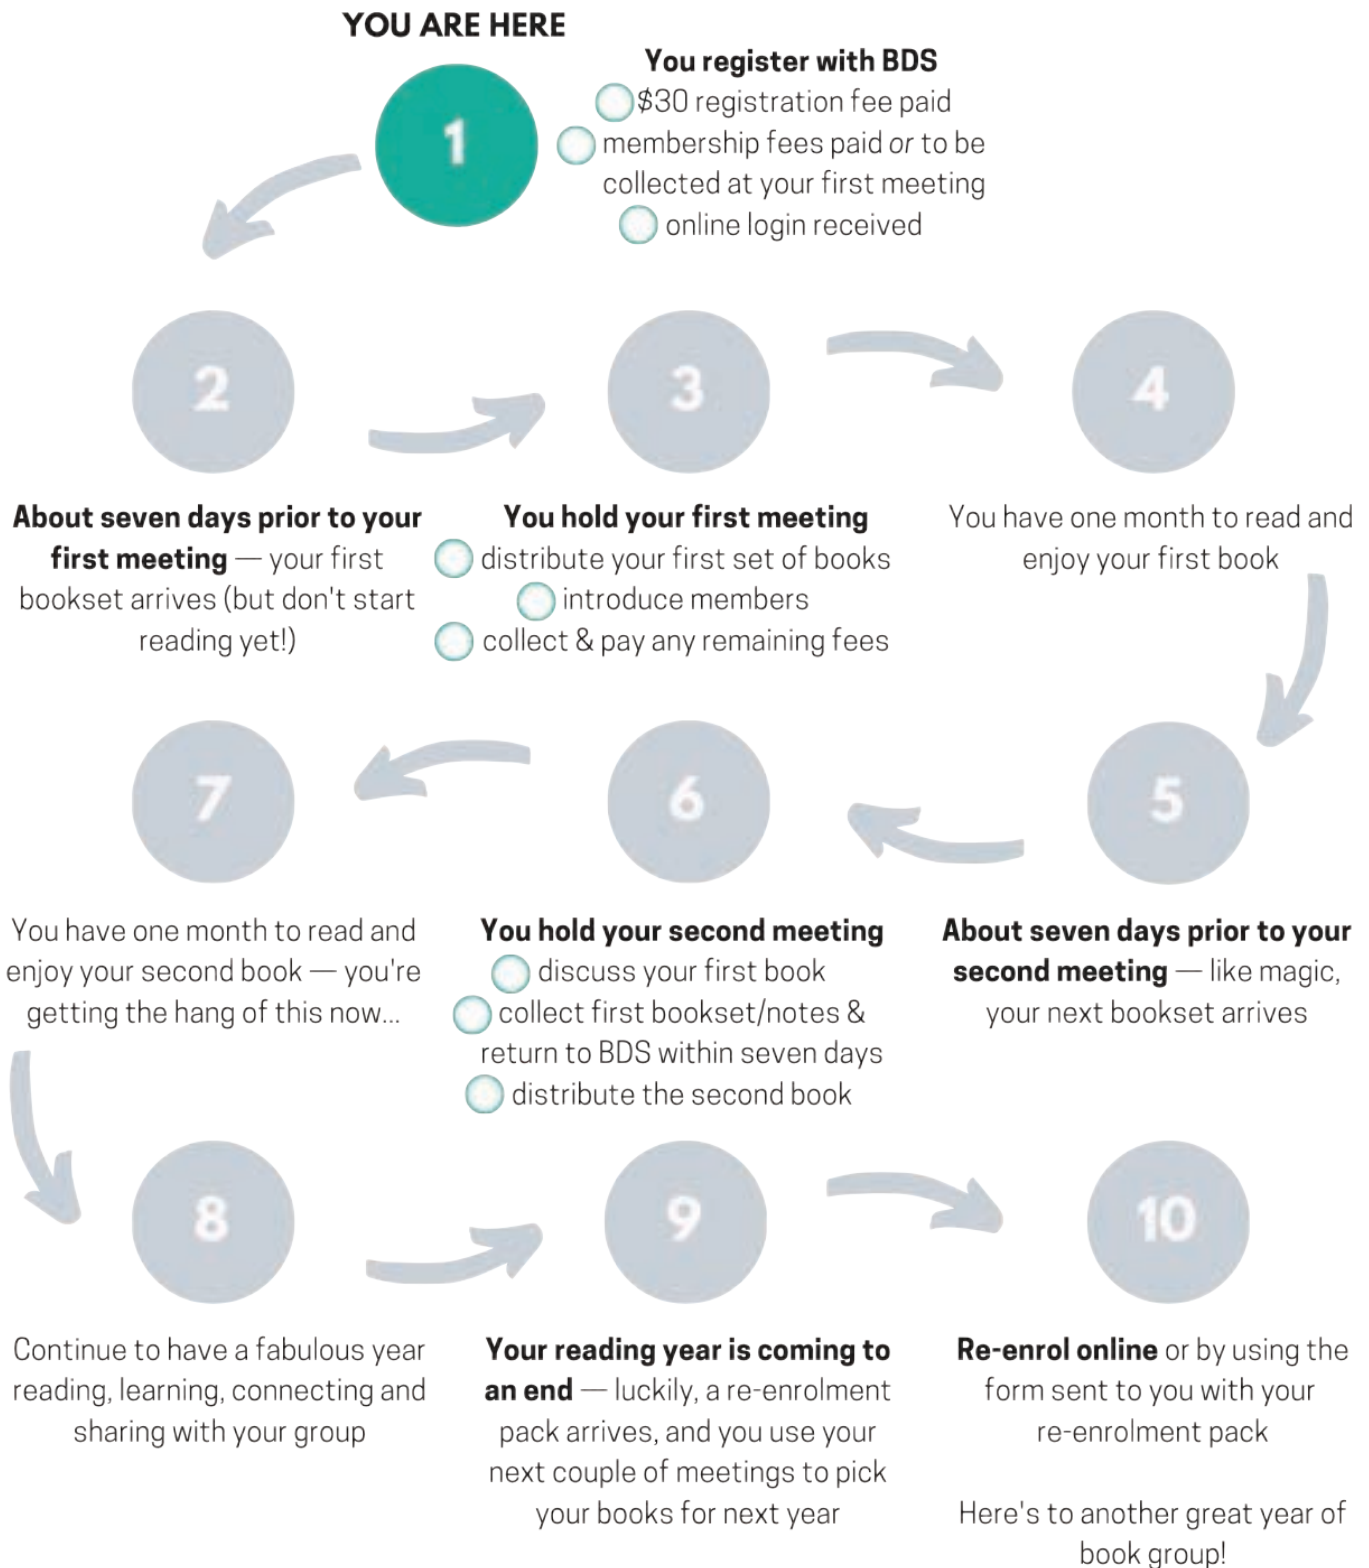 YOU ARE HERE
1
You register with BDS
$30 registration fee paid
membership fees paid or to be
collected at your first meeting
online login received
2
About seven days prior to your
first meeting — your first
bookset arrives (but don't start
reading yet!)
3
You hold your first meeting
distribute your first set of books
introduce members
collect & pay any remaining fees
4
You have one month to read and
enjoy your first book
5
About seven days prior to your
second meeting — like magic,
your next bookset arrives
6
You hold your second meeting
discuss your first book
collect first bookset/notes &
return to BDS within seven days
distribute the second book
7
You have one month to read and
enjoy your second book — you're
getting the hang of this now...
8
Continue to have a fabulous year
reading, learning, connecting and
sharing with your group
9
Your reading year is coming to
an end — luckily, a re-enrolment
pack arrives, and you use your
next couple of meetings to pick
your books for next year
10
Re-enrol online or by using the
form sent to you with your
re-enrolment pack
Here's to another great year of
book group!